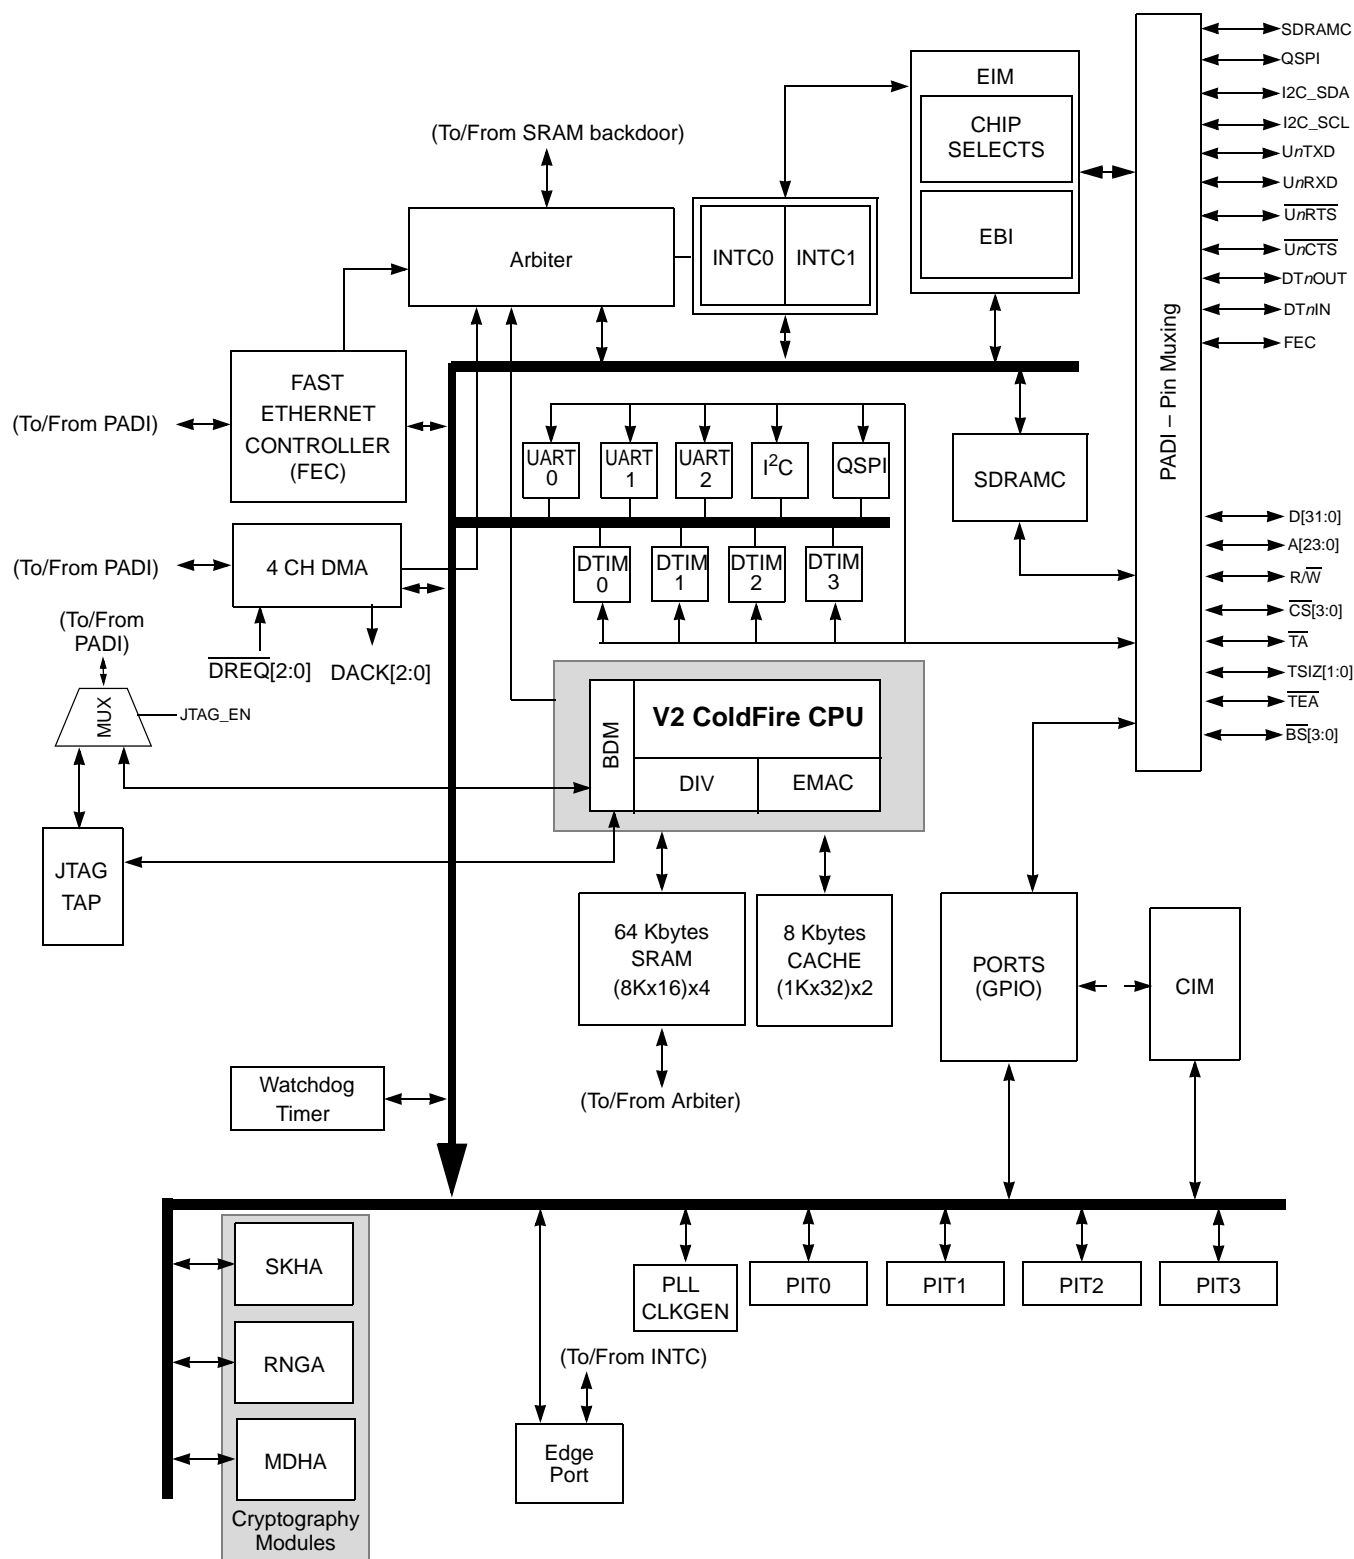 SDRAMC
QSPI
I2C_SDA
I2C_SCL
UnTXD
UnRXD
UnRTS
UnCTS
DTnOUT
DTnIN
FEC
PADI – Pin Muxing
D[31:0]
A[23:0]
R/W
CS[3:0]
TA
TSIZ[1:0]
TEA
BS[3:0]
EIM
CHIP
SELECTS
EBI
(To/From SRAM backdoor)
Arbiter
INTC0
INTC1
FAST
ETHERNET
CONTROLLER
(FEC)
(To/From PADI)
UART
0
UART
1
UART
2
I²C
QSPI
SDRAMC
(To/From PADI)
4 CH DMA
DTIM
0
DTIM
1
DTIM
2
DTIM
3
(To/From
PADI)
DREQ[2:0]
DACK[2:0]
MUX
JTAG_EN
BDM
V2 ColdFire CPU
DIV
EMAC
JTAG
TAP
64 Kbytes
SRAM
(8Kx16)x4
8 Kbytes
CACHE
(1Kx32)x2
PORTS
(GPIO)
CIM
(To/From Arbiter)
Watchdog
Timer
SKHA
RNGA
MDHA
Cryptography
Modules
PLL
CLKGEN
PIT0
PIT1
PIT2
PIT3
(To/From INTC)
Edge
Port